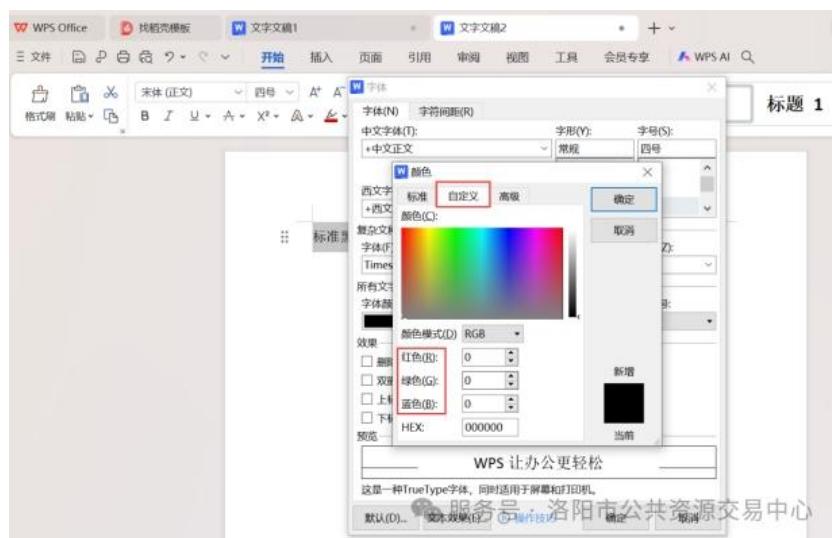 WPS Office 找稻壳模板 文字文稿1 文字文稿2
文件 开始 插入 页面 引用 审阅 视图 工具 会员专享 WPS AI
格式刷 粘贴 宋体 (正文) 四号 标题 1
字体
字体(N) 字符间距(R)
中文字体(T): 字形(Y): 字号(S):
+中文正文 常规 四号
颜色
西文字
标准 自定义 高级 确定
+西文
颜色(C):
取消
标准
字体(F Z):
Times
所有文字
字体颜
颜色模式(D) RGB
效果
红色(R): 0
新增
绿色(G): 0
蓝色(B): 0
HEX: 000000
当前
预览
WPS 让办公更轻松
这是一种TrueType字体，同时适用于屏幕和打印机。
默认(D)... 文本效果(E)... 操作技巧 确定 取消
服务号 · 洛阳市公共资源交易中心